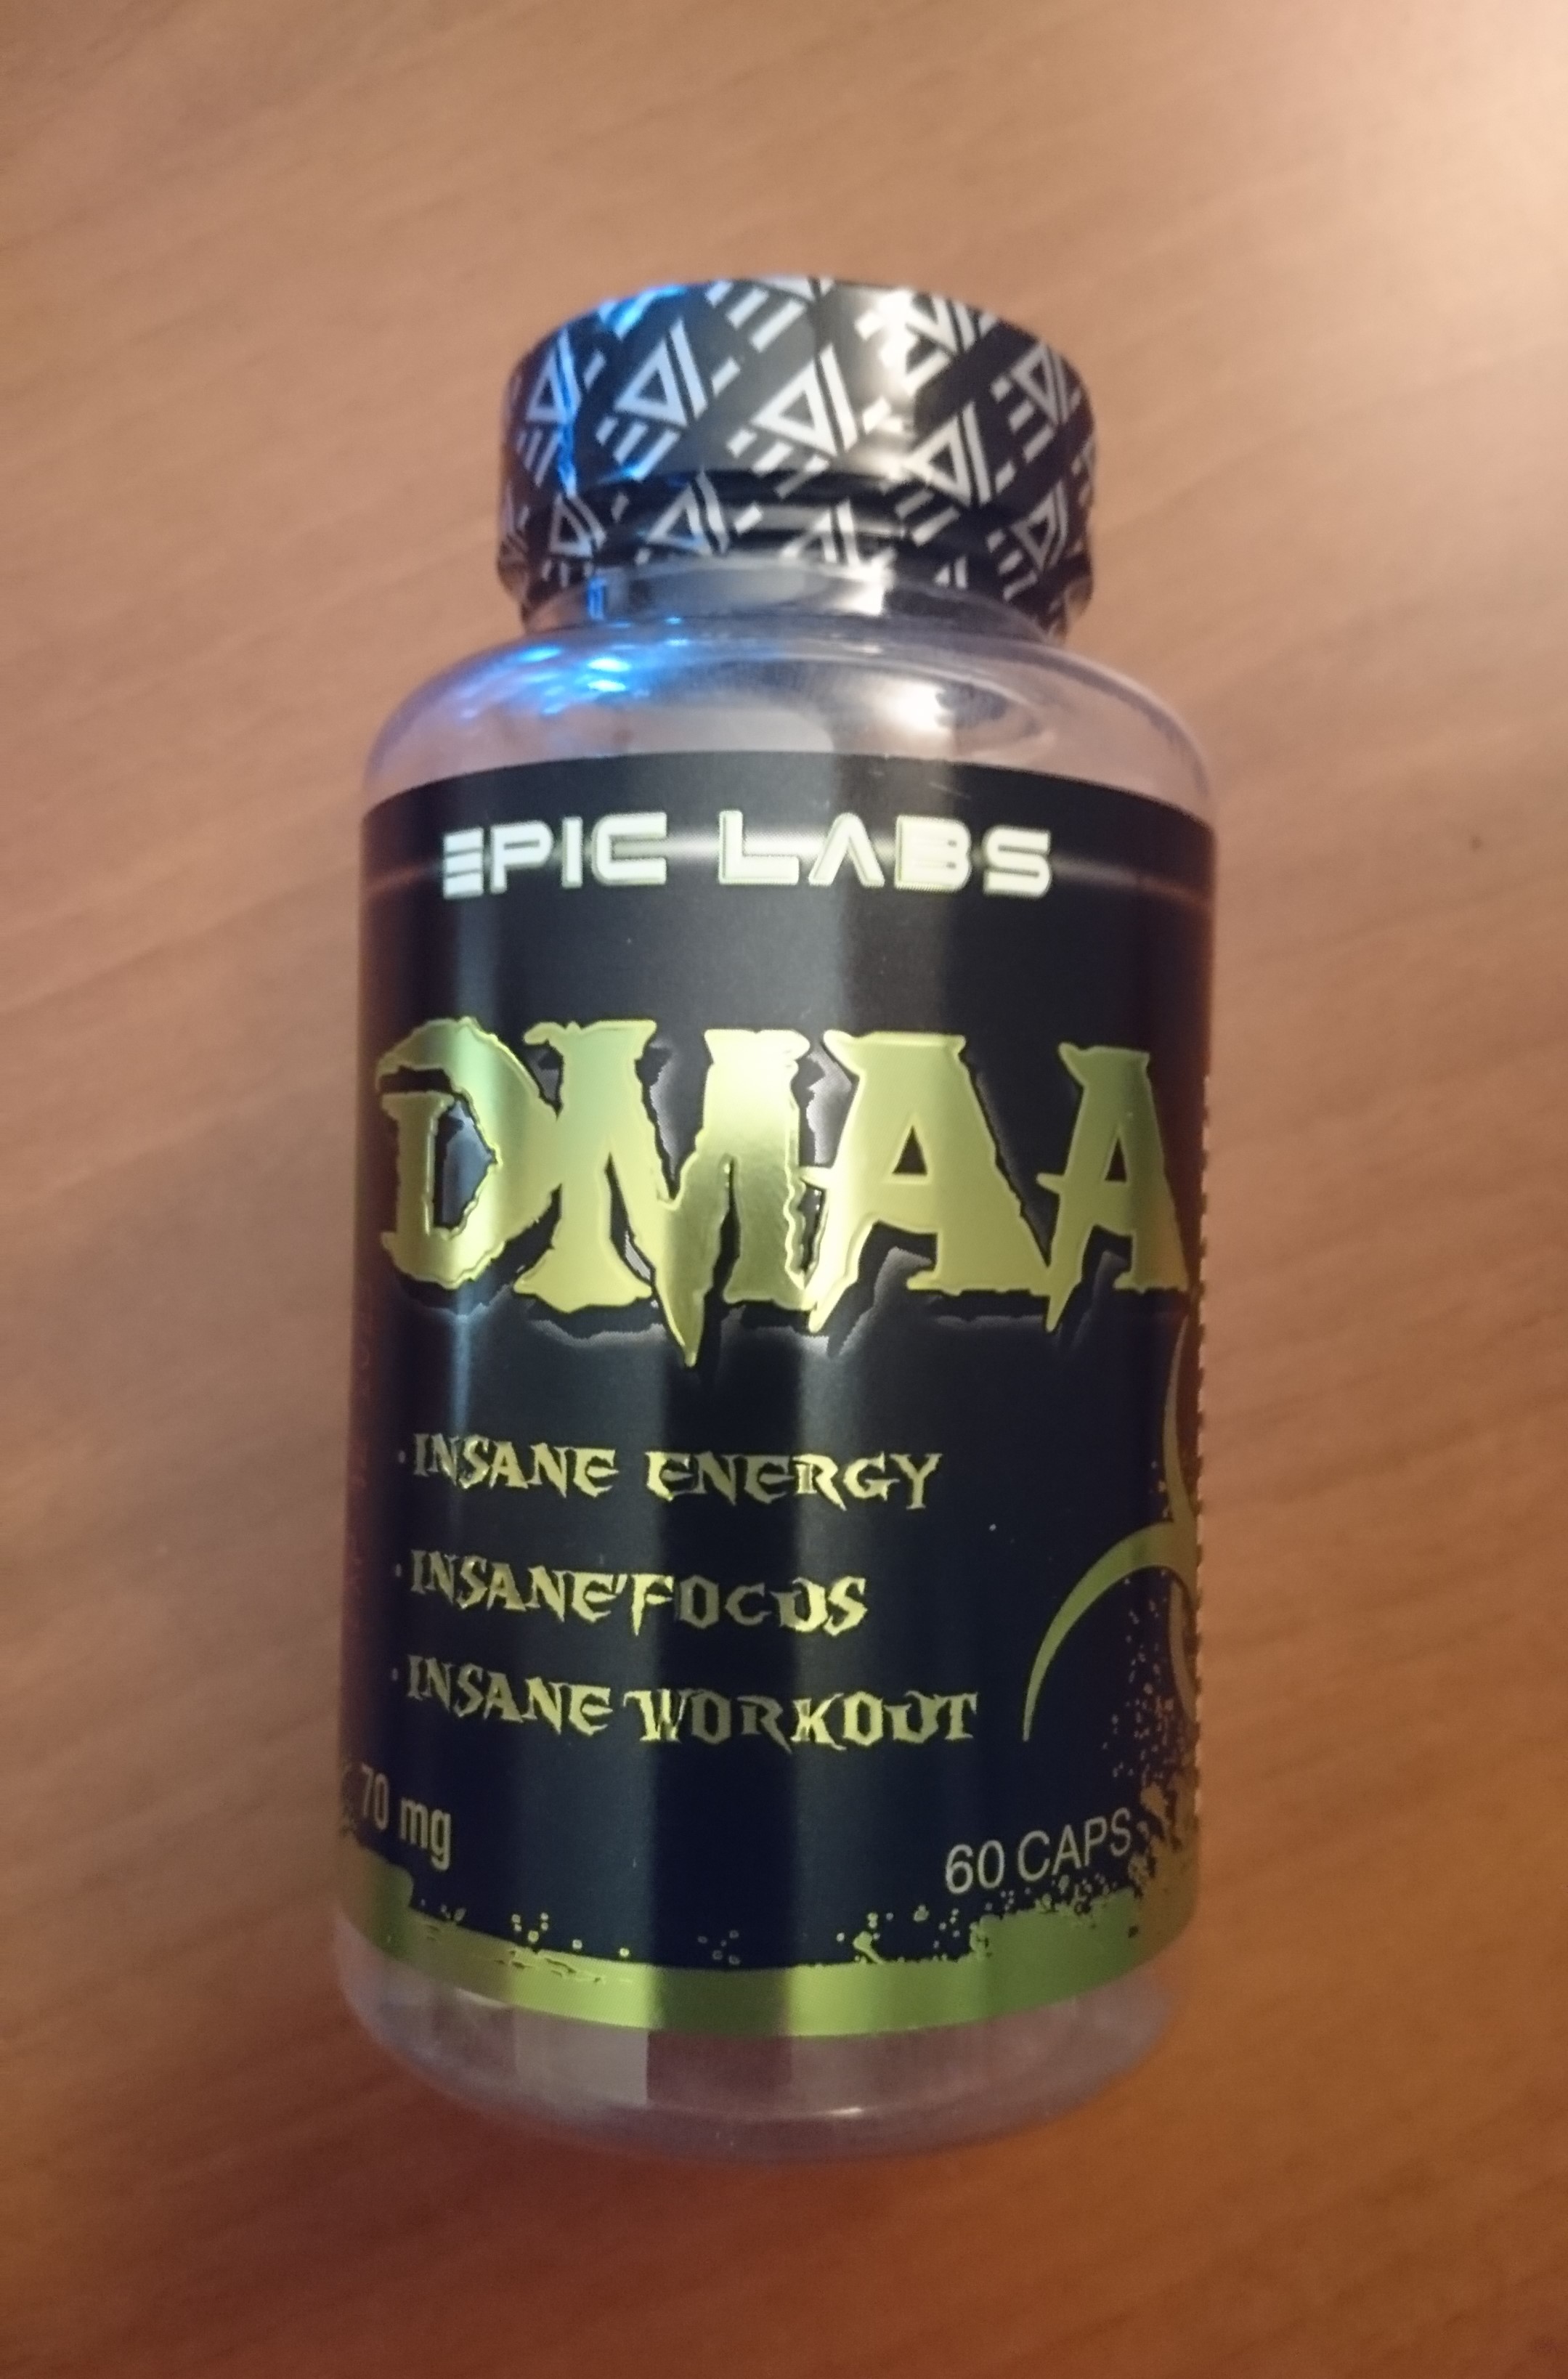 EPIC LABS
DMAA
· INSANE ENERGY
· INSANE FOCUS
· INSANE WORKOUT
70 mg
60 CAPS